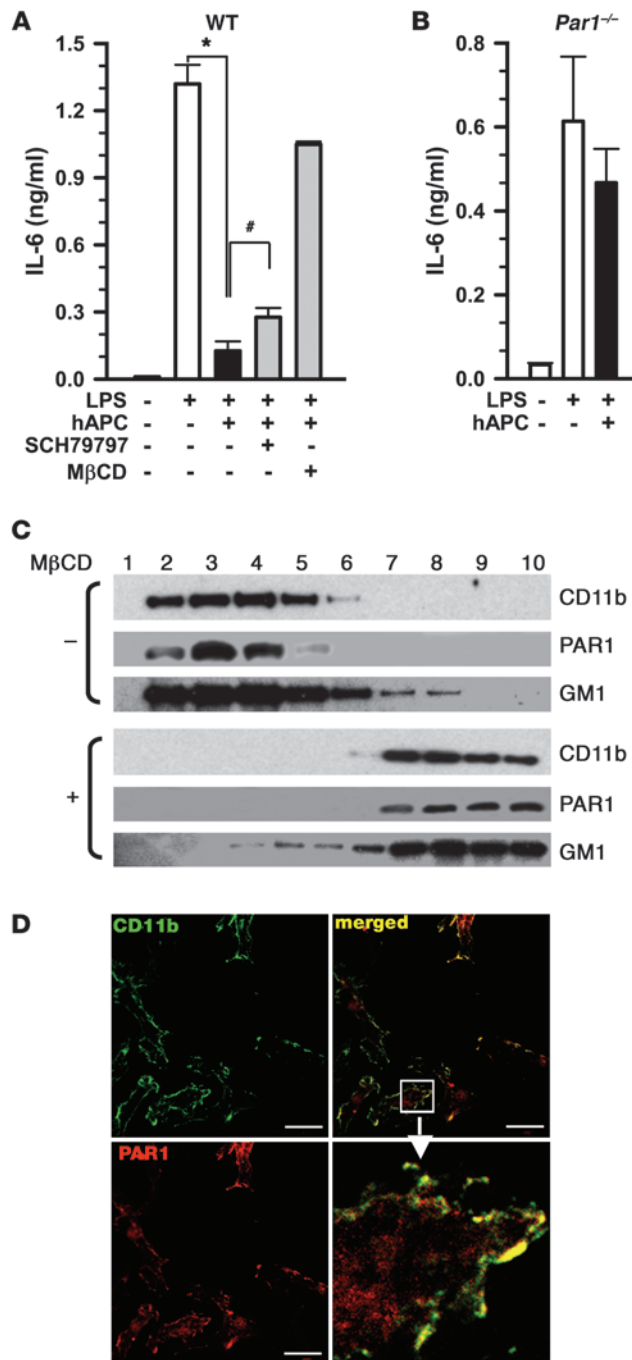 A
WT
IL-6 (ng/ml)
1.5
1.2
0.9
0.6
0.3
0.0
*
#
LPS - + + + +
hAPC - - + + +
SCH79797 - - - + -
MβCD - - - - +
B
Par1–/–
IL-6 (ng/ml)
0.8
0.6
0.4
0.2
0.0
LPS - + +
hAPC - - +
C
MβCD 1 2 3 4 5 6 7 8 9 10
–
CD11b
PAR1
GM1
+
CD11b
PAR1
GM1
D
CD11b
merged
PAR1